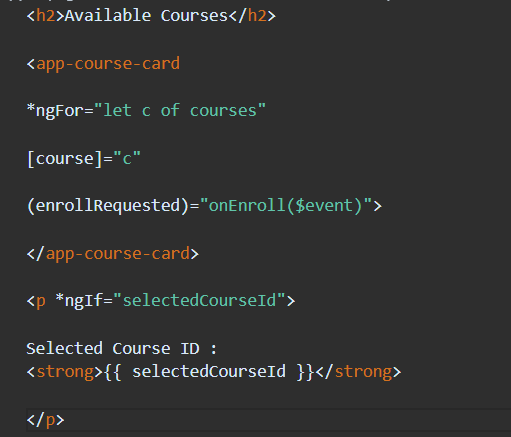 <h2>Available Courses</h2>
<app-course-card
*ngFor="let c of courses"
[course]="c"
(enrollRequested)="onEnroll($event)">
</app-course-card>
<p *ngIf="selectedCourseId">
Selected Course ID :
<strong>{{ selectedCourseId }}</strong>
</p>